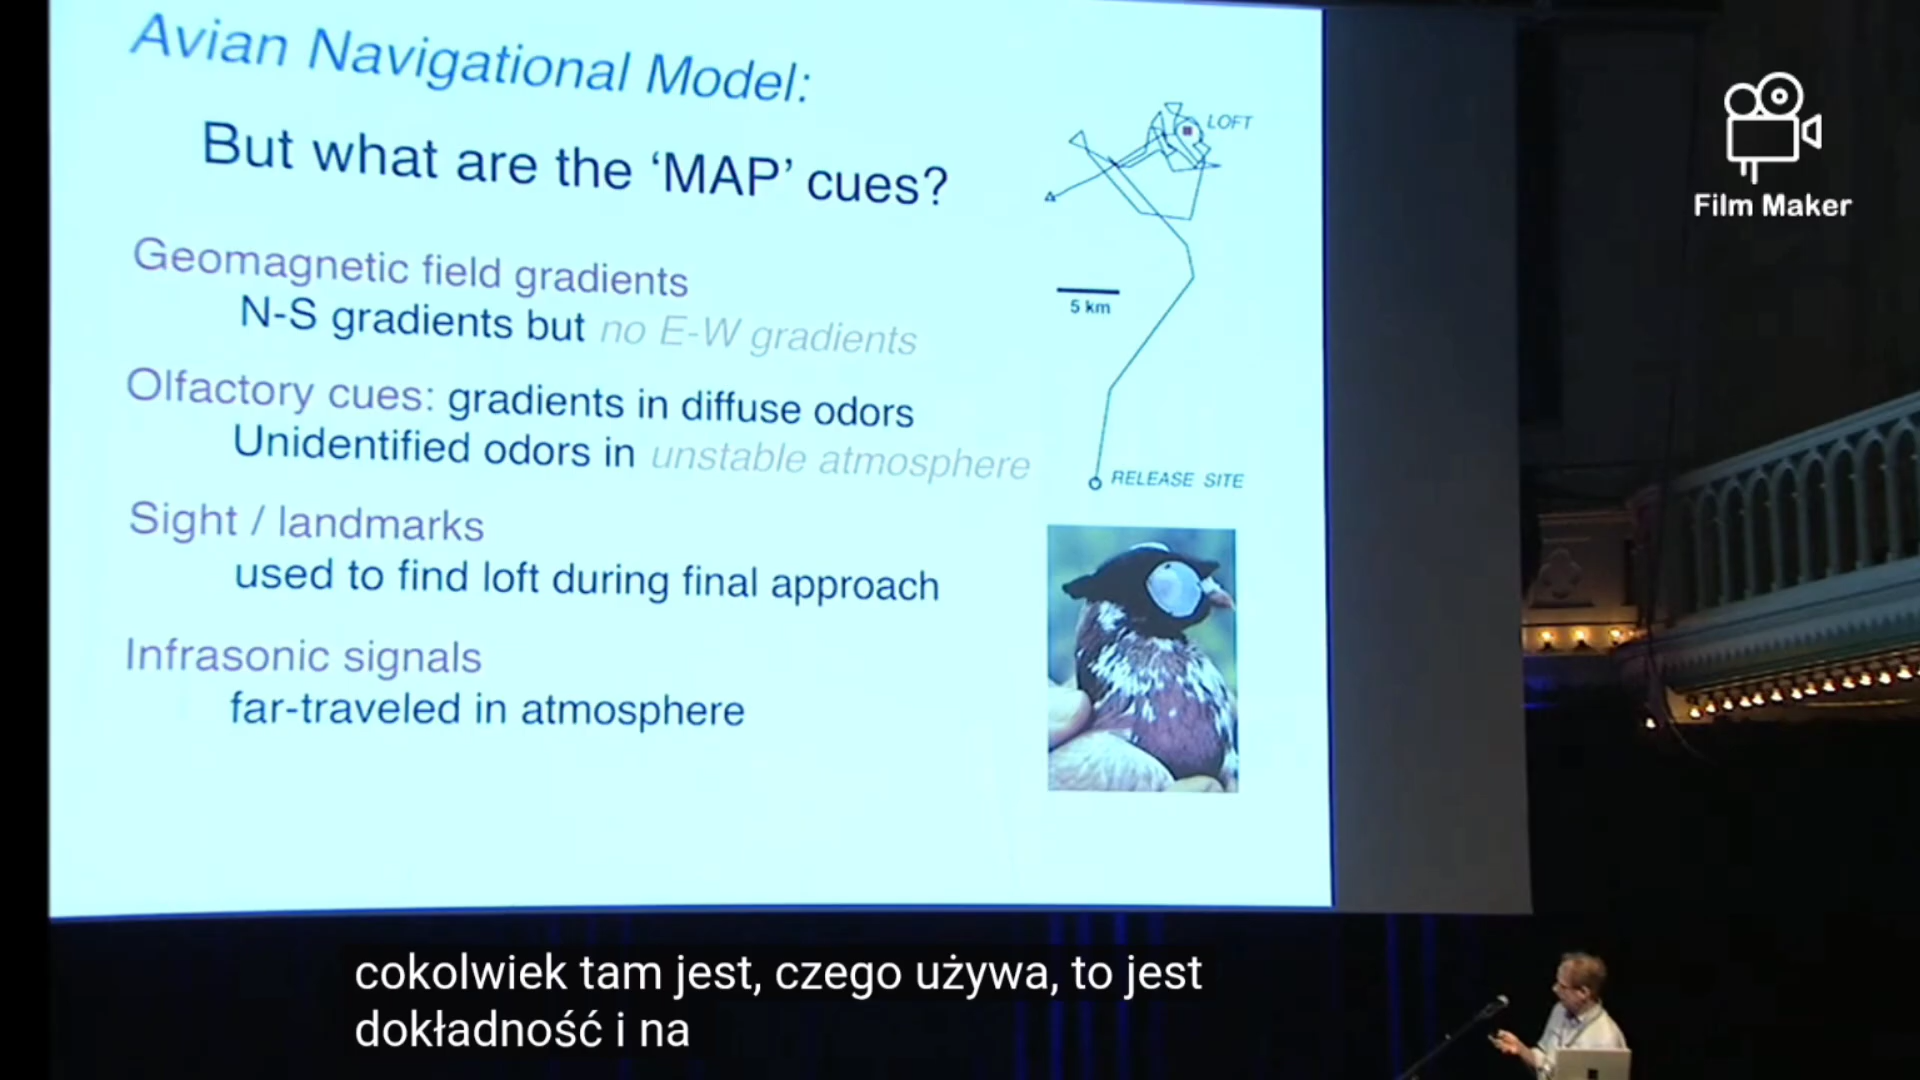 Avian Navigational Model:
But what are the ‘MAP’ cues?
Geomagnetic field gradients
N-S gradients but no E-W gradients
Olfactory cues: gradients in diffuse odors
Unidentified odors in unstable atmosphere
Sight / landmarks
used to find loft during final approach
Infrasonic signals
far-traveled in atmosphere
LOFT
5 km
RELEASE SITE
Film Maker
cokolwiek tam jest, czego używa, to jest
dokładność i na